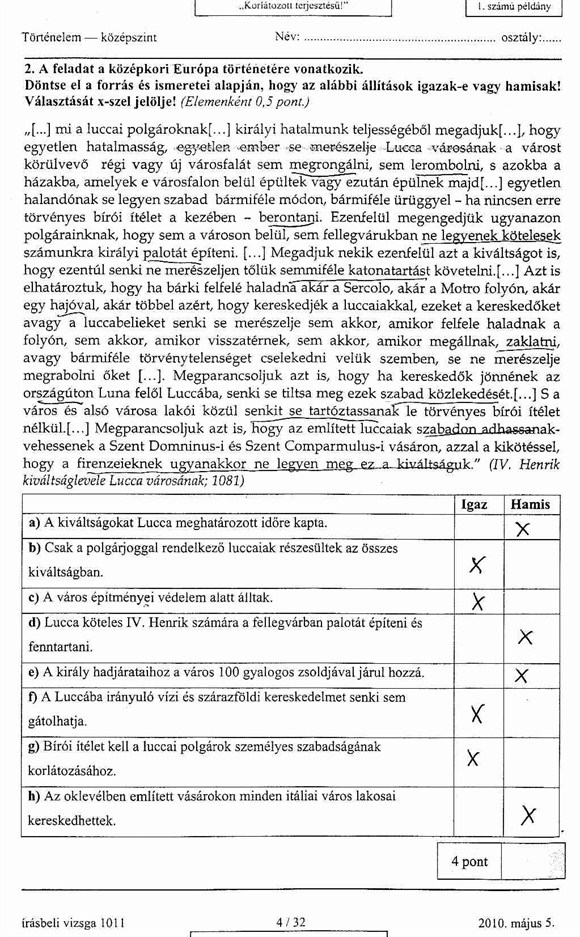 „Korlátozott terjesztésű!”
1. számú példány
Történelem — középszint Név: .................................................... osztály:......
2. A feladat a középkori Európa történetére vonatkozik.
Döntse el a forrás és ismeretei alapján, hogy az alábbi állítások igazak-e vagy hamisak!
Választását x-szel jelölje! (Elemenként 0,5 pont.)
„[...] mi a luccai polgároknak[...] királyi hatalmunk teljességéből megadjuk[...], hogy
egyetlen hatalmasság, egyetlen ember se merészelje Lucca városának a várost
körülvevő régi vagy új városfalát sem megrongálni, sem lerombolni, s azokba a
házakba, amelyek e városfalon belül épültek vagy ezután épülnek majd[...] egyetlen
halandónak se legyen szabad bármiféle módon, bármiféle ürüggyel – ha nincsen erre
törvényes bírói ítélet a kezében – berontani. Ezenfelül megengedjük ugyanazon
polgárainknak, hogy sem a városon belül, sem fellegvárukban ne legyenek kötelesek
számunkra királyi palotát építeni. [...] Megadjuk nekik ezenfelül azt a kiváltságot is,
hogy ezentúl senki ne merészeljen tőlük semmiféle katonatartást követelni.[...] Azt is
elhatároztuk, hogy ha bárki felfelé haladna akár a Sercolo, akár a Motro folyón, akár
egy hajóval, akár többel azért, hogy kereskedjék a luccaiakkal, ezeket a kereskedőket
avagy a luccabelieket senki se merészelje sem akkor, amikor felfele haladnak a
folyón, sem akkor, amikor visszatérnek, sem akkor, amikor megállnak, zaklatni,
avagy bármiféle törvénytelenséget cselekedni velük szemben, se ne merészelje
megrabolni őket [...]. Megparancsoljuk azt is, hogy ha kereskedők jönnének az
országúton Luna felől Luccába, senki se tiltsa meg ezek szabad közlekedését.[...] S a
város és alsó városa lakói közül senkit se tartóztassanak le törvényes bírói ítélet
nélkül.[...] Megparancsoljuk azt is, hogy az említett luccaiak szabadon adhassanak-
vehessenek a Szent Domninus-i és Szent Comparmulus-i vásáron, azzal a kikötéssel,
hogy a firenzeieknek ugyanakkor ne legyen meg ez a kiváltságuk.” (IV. Henrik
kiváltságlevele Lucca városának; 1081)
Igaz Hamis
a) A kiváltságokat Lucca meghatározott időre kapta. X
b) Csak a polgárjoggal rendelkező luccaiak részesültek az összes
kiváltságban. X
c) A város építményei védelem alatt álltak. X
d) Lucca köteles IV. Henrik számára a fellegvárban palotát építeni és
fenntartani. X
e) A király hadjárataihoz a város 100 gyalogos zsoldjával járul hozzá. X
f) A Luccába irányuló vízi és szárazföldi kereskedelmet senki sem
gátolhatja. X
g) Bírói ítélet kell a luccai polgárok személyes szabadságának
korlátozásához. X
h) Az oklevélben említett vásárokon minden itáliai város lakosai
kereskedhettek. X
4 pont
írásbeli vizsga 1011 4 / 32 2010. május 5.